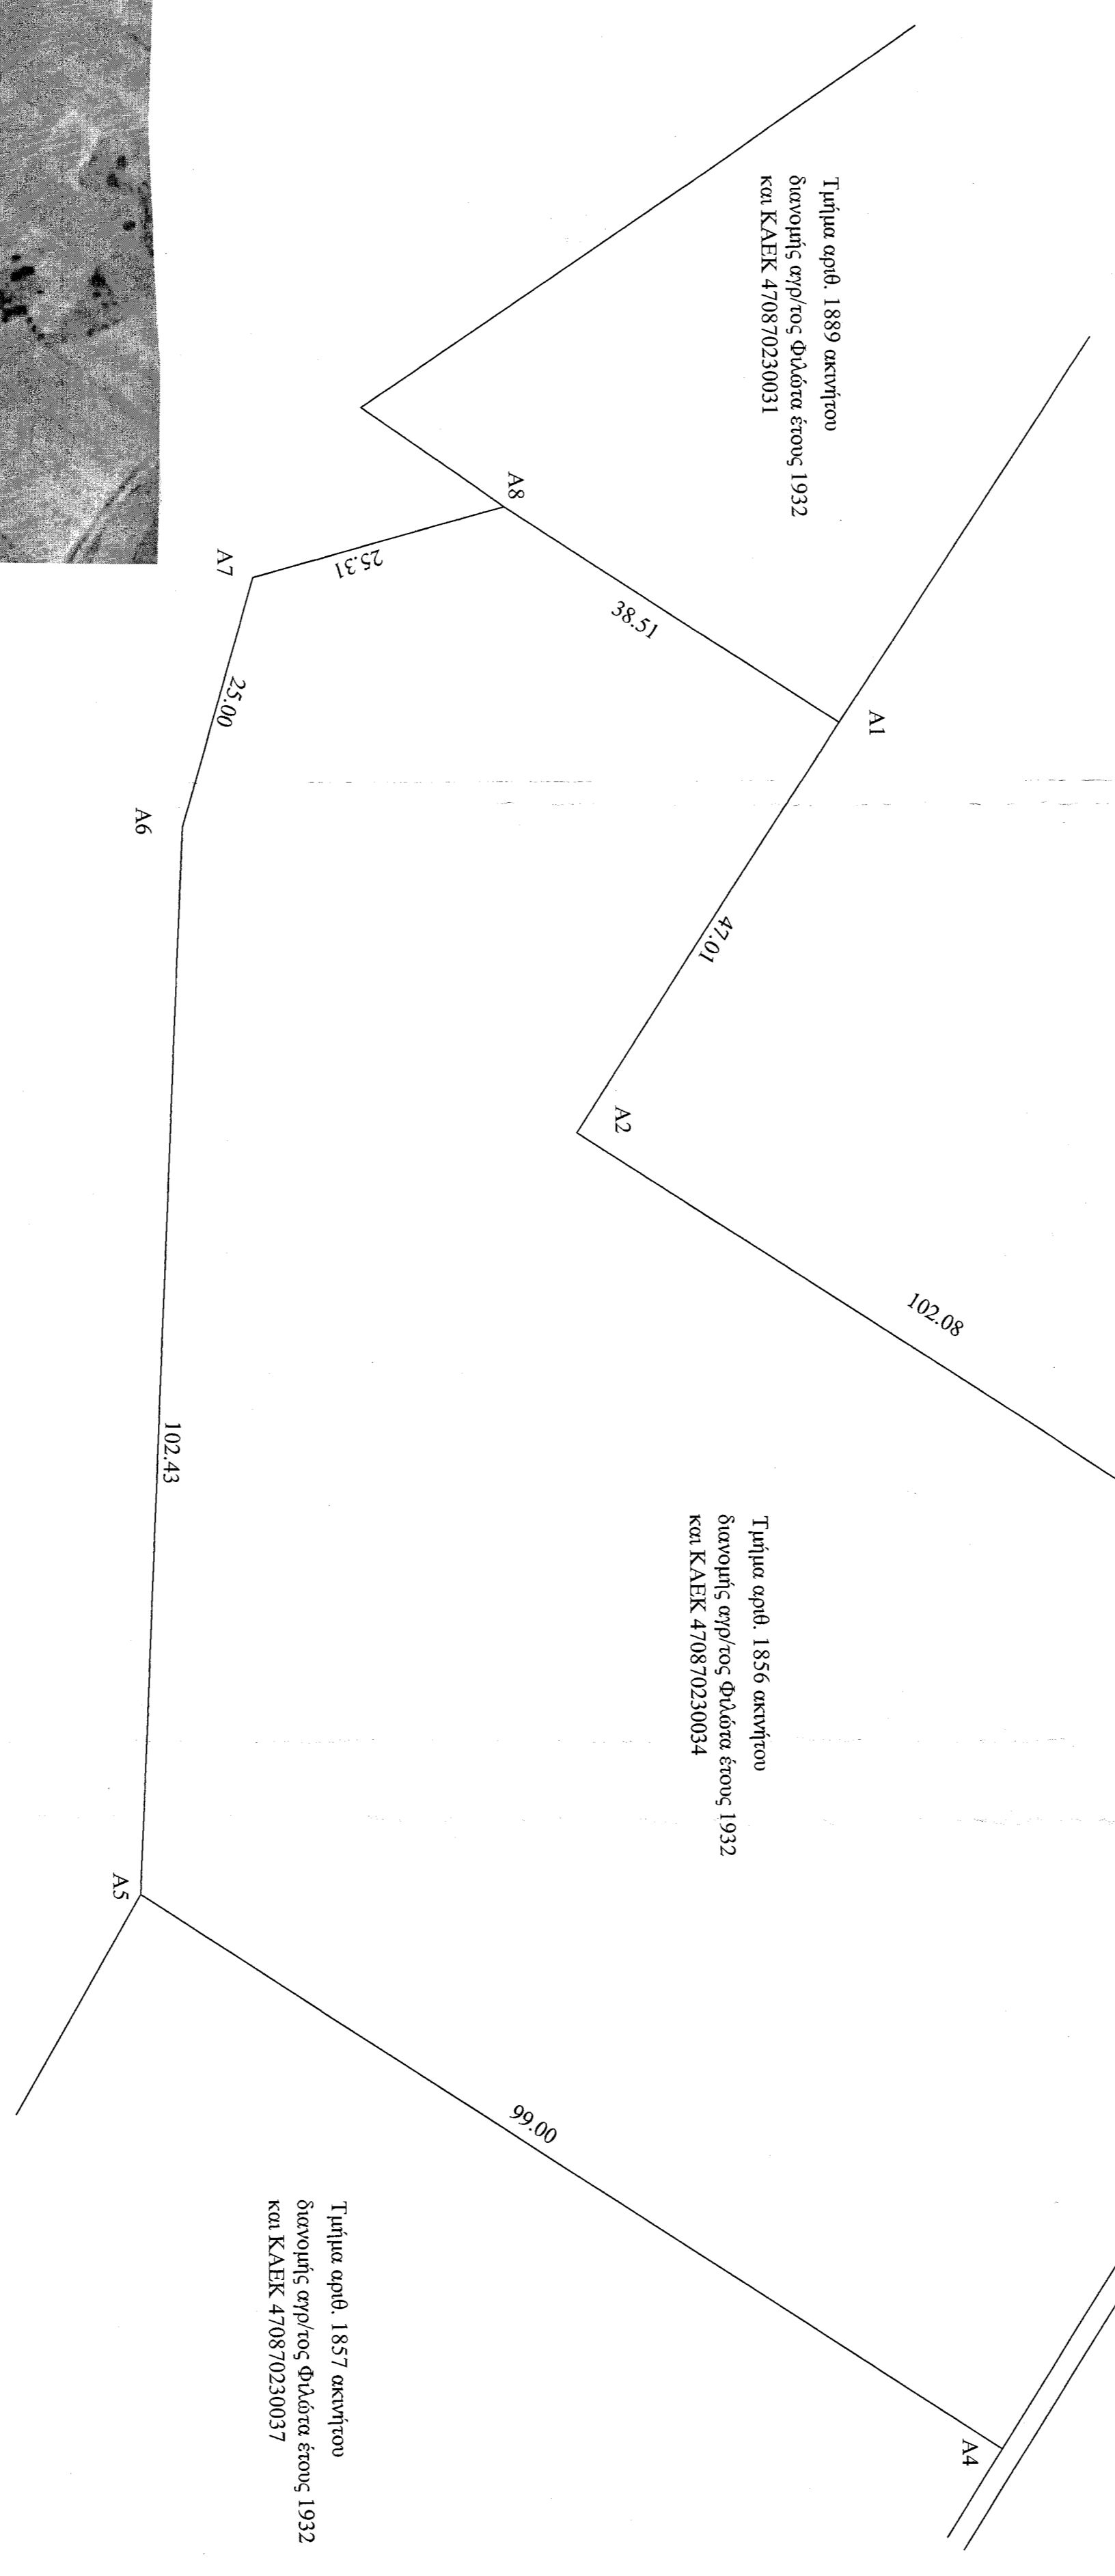 Τμήμα αριθ. 1889 ακινήτου
διανομής αγρ/τος Φιλώτα έτους 1932
και ΚΑΕΚ 470870230031
A8
A1
38.51
25.31
A7
25.00
A6
47.01
A2
102.08
102.43
Τμήμα αριθ. 1856 ακινήτου
διανομής αγρ/τος Φιλώτα έτους 1932
και ΚΑΕΚ 470870230034
A5
99.00
A4
Τμήμα αριθ. 1857 ακινήτου
διανομής αγρ/τος Φιλώτα έτους 1932
και ΚΑΕΚ 470870230037